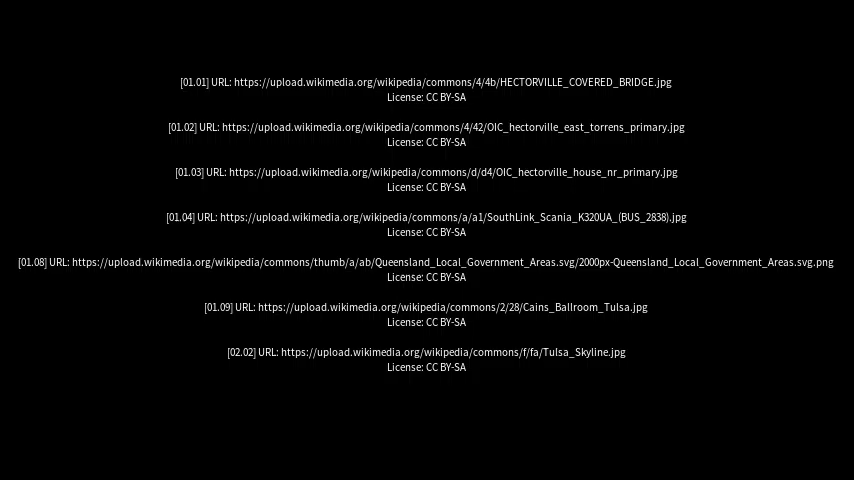 [01.01] URL: https://upload.wikimedia.org/wikipedia/commons/4/4b/HECTORVILLE_COVERED_BRIDGE.jpg
License: CC BY-SA
[01.02] URL: https://upload.wikimedia.org/wikipedia/commons/4/42/OIC_hectorville_east_torrens_primary.jpg
License: CC BY-SA
[01.03] URL: https://upload.wikimedia.org/wikipedia/commons/d/d4/OIC_hectorville_house_nr_primary.jpg
License: CC BY-SA
[01.04] URL: https://upload.wikimedia.org/wikipedia/commons/a/a1/SouthLink_Scania_K320UA_(BUS_2838).jpg
License: CC BY-SA
[01.08] URL: https://upload.wikimedia.org/wikipedia/commons/thumb/a/ab/Queensland_Local_Government_Areas.svg/2000px-Queensland_Local_Government_Areas.svg.png
License: CC BY-SA
[01.09] URL: https://upload.wikimedia.org/wikipedia/commons/2/28/Cains_Ballroom_Tulsa.jpg
License: CC BY-SA
[02.02] URL: https://upload.wikimedia.org/wikipedia/commons/f/fa/Tulsa_Skyline.jpg
License: CC BY-SA